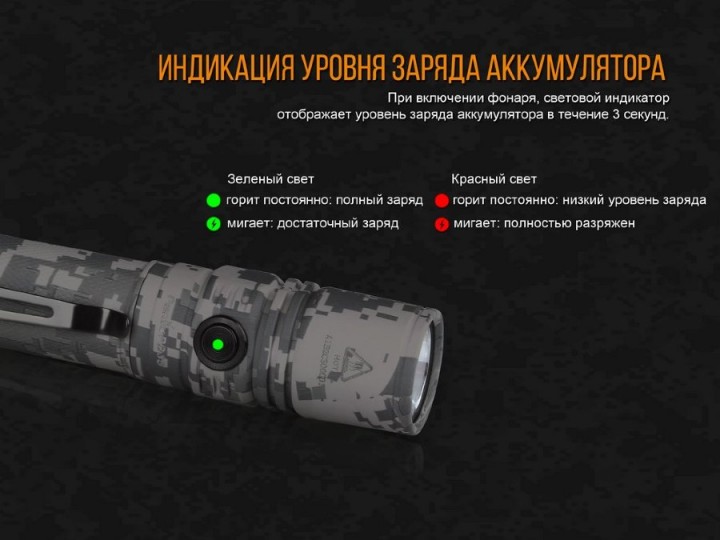 ИНДИКАЦИЯ УРОВНЯ ЗАРЯДА АККУМУЛЯТОРА
При включении фонаря, световой индикатор
отображает уровень заряда аккумулятора в течение 3 секунд.
Зеленый свет
горит постоянно: полный заряд
мигает: достаточный заряд
Красный свет
горит постоянно: низкий уровень заряда
мигает: полностью разряжен
HOT